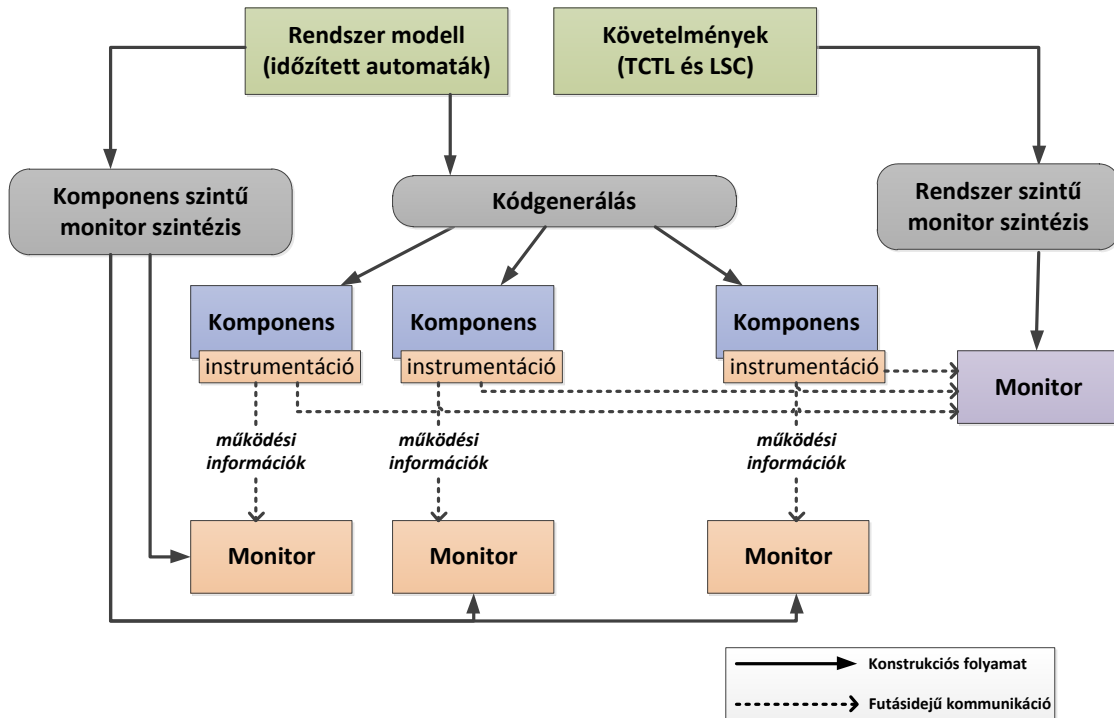 Rendszer modell
(időzített automaták)
Követelmények
(TCTL és LSC)
Komponens szintű
monitor szintézis
Kódgenerálás
Rendszer szintű
monitor szintézis
Komponens
instrumentáció
Komponens
instrumentáció
Komponens
instrumentáció
Monitor
működési
információk
működési
információk
működési
információk
Monitor
Monitor
Monitor
Konstrukciós folyamat
Futásidejű kommunikáció